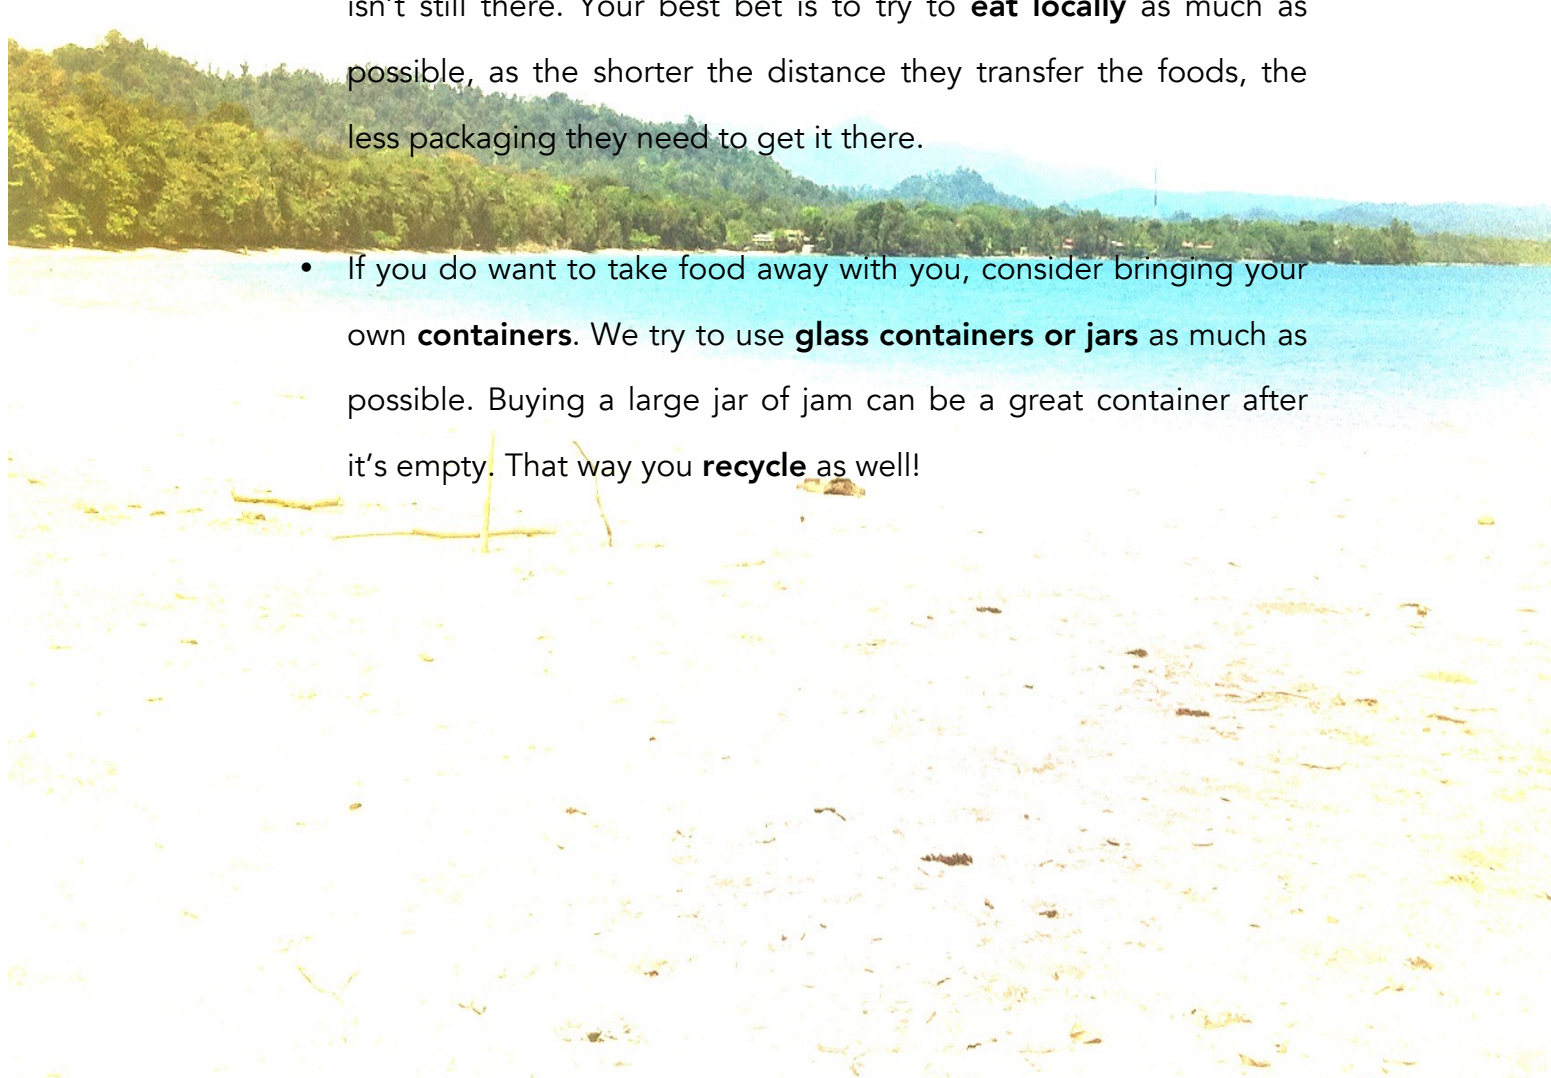 isn't still there. Your best bet is to try to eat locally as much as
possible, as the shorter the distance they transfer the foods, the
less packaging they need to get it there.
• If you do want to take food away with you, consider bringing your
own containers. We try to use glass containers or jars as much as
possible. Buying a large jar of jam can be a great container after
it's empty. That way you recycle as well!